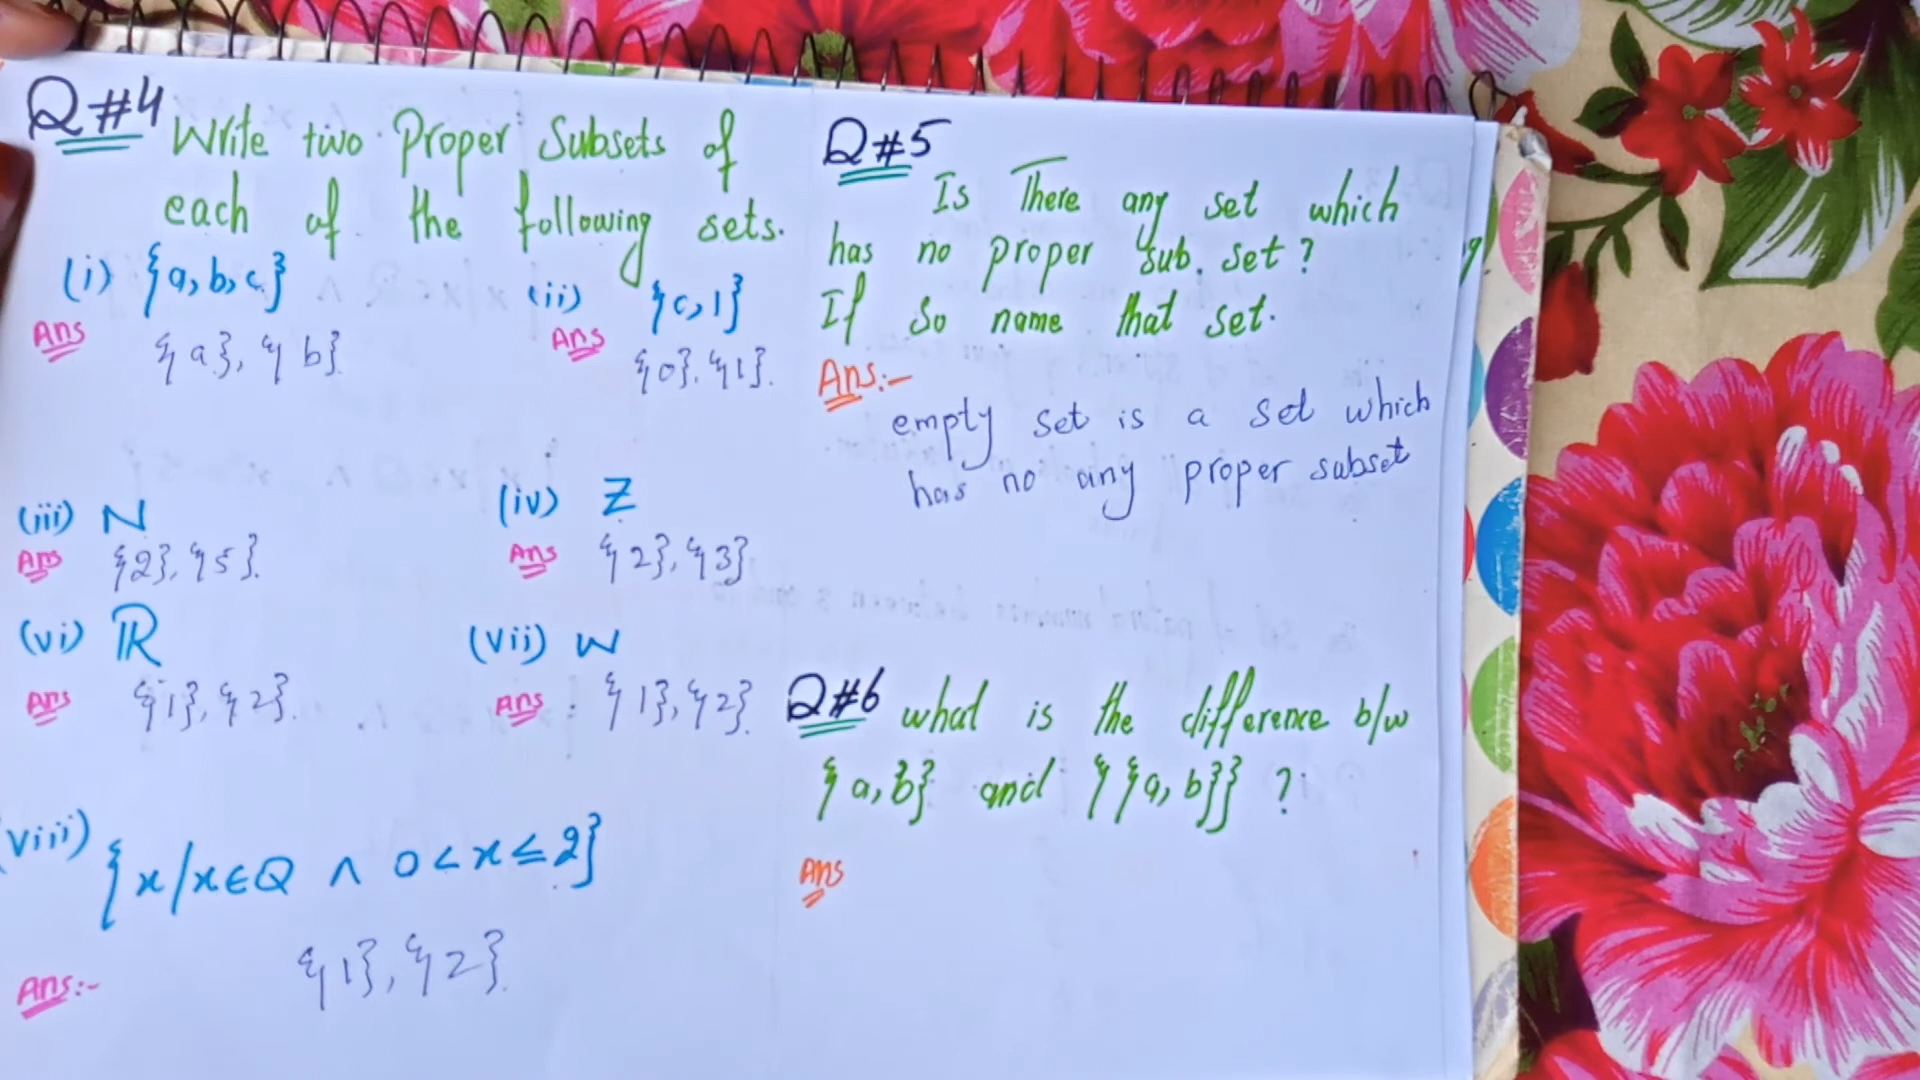 Q#4 Write two Proper Subsets of
each of the following sets.
(i) {a, b, c}
Ans {a}, {b}.
(ii) {c, 1}
Ans {0}, {1}.
(iii) N
Ans {2}, {5}.
(iv) Z
Ans {2}, {3}
(vi) R
Ans {1}, {2}.
(vii) W
Ans {1}, {2}.
(viii) {x/x∈Q ∧ 0<x≤2}
Ans:- {1}, {2}.
Q#5
Is There any set which
has no proper sub. set?
If So name that set.
Ans:-
empty set is a set which
has no any proper subset
Q#6 what is the difference b/w
{a, b} and {{a, b}} ?
Ans